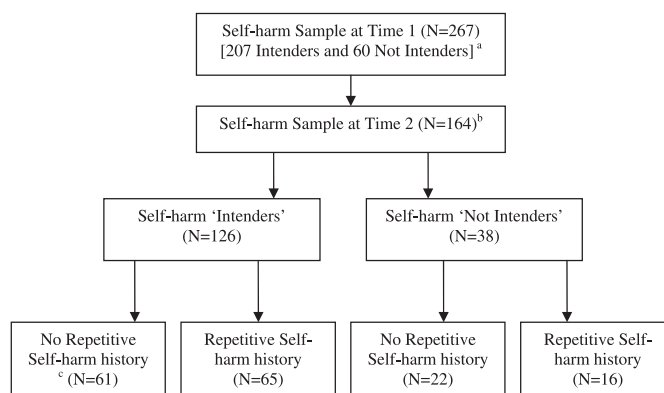 Self-harm Sample at Time 1 (N=267)
[207 Intenders and 60 Not Intenders] a
Self-harm Sample at Time 2 (N=164)b
Self-harm ‘Intenders’
(N=126)
Self-harm ‘Not Intenders’
(N=38)
No Repetitive
Self-harm history
c (N=61)
Repetitive Self-
harm history
(N=65)
No Repetitive
Self-harm history
(N=22)
Repetitive Self-
harm history
(N=16)